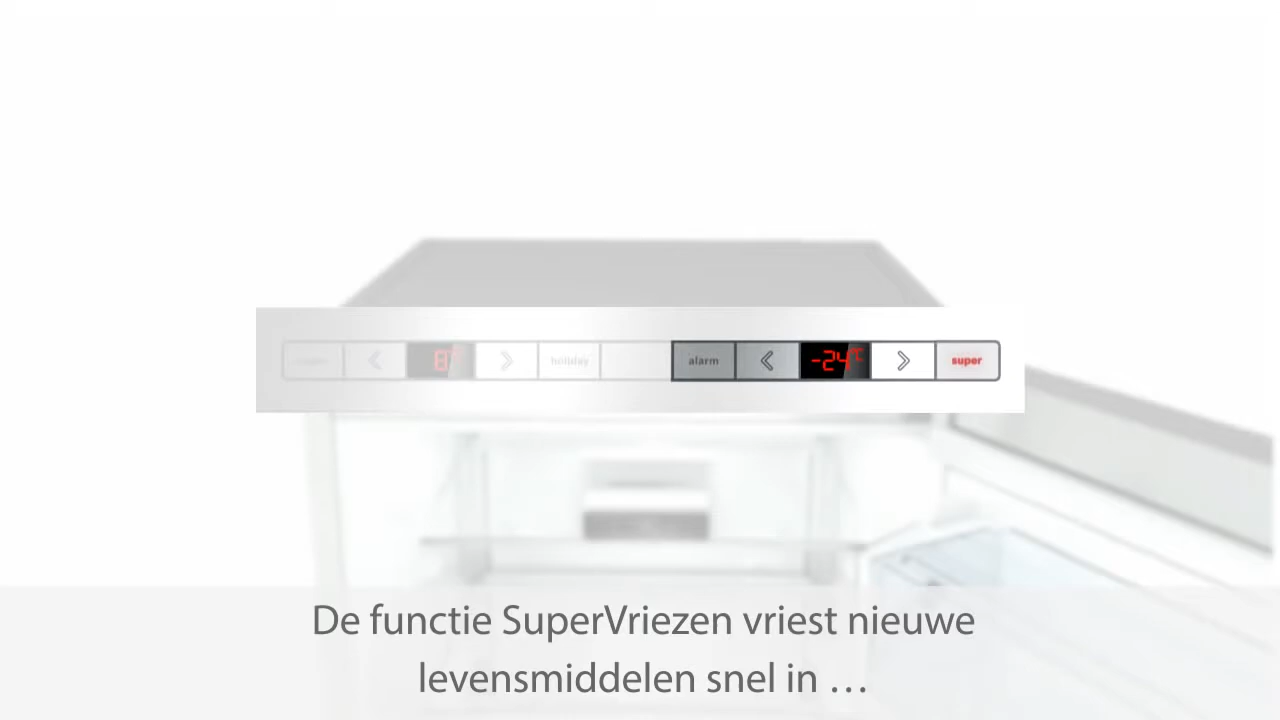 8°C holiday alarm -24°C super
De functie SuperVriezen vriest nieuwe
levensmiddelen snel in …